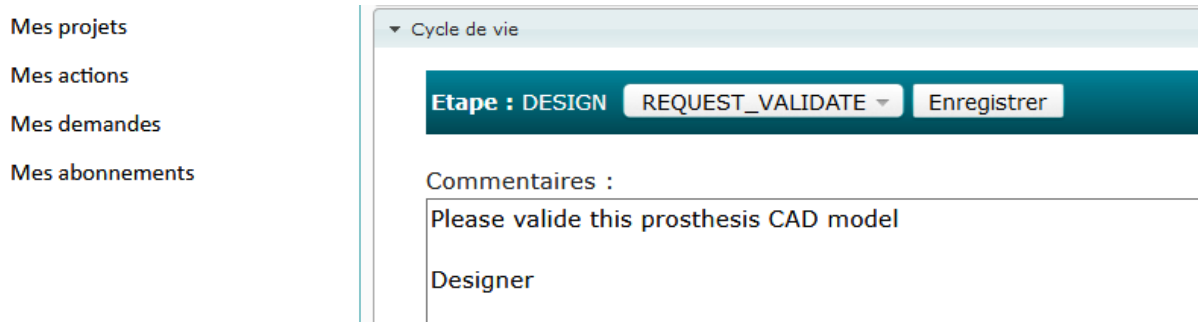 Mes projets
Mes actions
Mes demandes
Mes abonnements
Cycle de vie
Etape : DESIGN REQUEST_VALIDATE Enregistrer
Commentaires :
Please valide this prosthesis CAD model
Designer